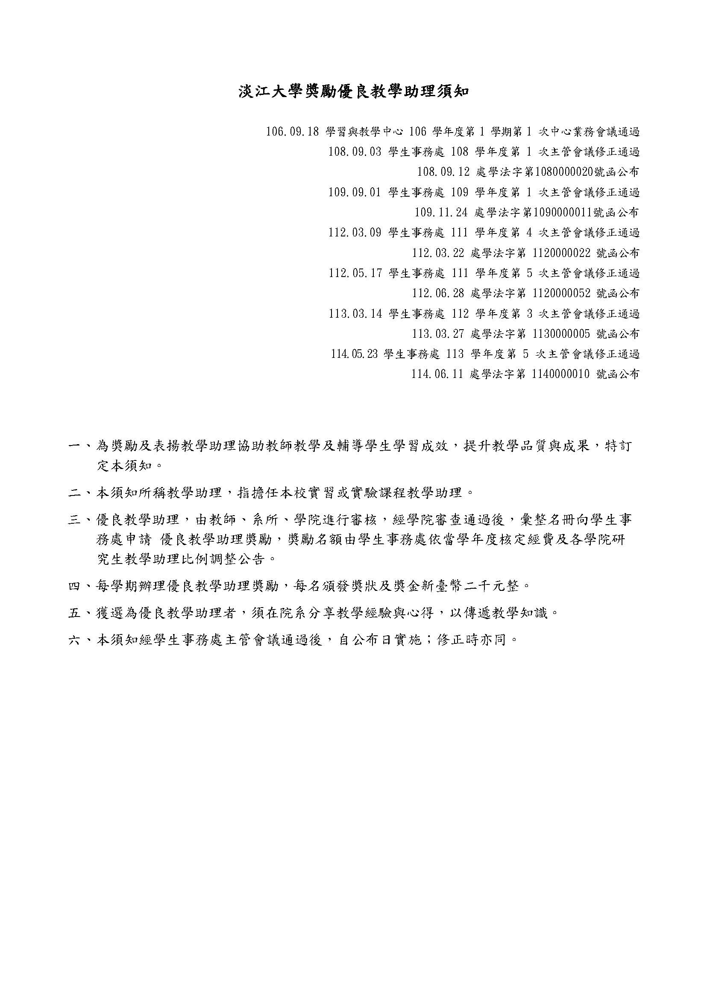 淡江大學獎勵優良教學助理須知
106.09.18 學習與教學中心 106 學年度第 1 學期第 1 次中心業務會議通過
108.09.03 學生事務處 108 學年度第 1 次主管會議修正通過
108.09.12 處學法字第1080000020號函公布
109.09.01 學生事務處 109 學年度第 1 次主管會議修正通過
109.11.24 處學法字第1090000011號函公布
112.03.09 學生事務處 111 學年度第 4 次主管會議修正通過
112.03.22 處學法字第 1120000022 號函公布
112.05.17 學生事務處 111 學年度第 5 次主管會議修正通過
112.06.28 處學法字第 1120000052 號函公布
113.03.14 學生事務處 112 學年度第 3 次主管會議修正通過
113.03.27 處學法字第 1130000005 號函公布
114.05.23 學生事務處 113 學年度第 5 次主管會議修正通過
114.06.11 處學法字第 1140000010 號函公布
一、為獎勵及表揚教學助理協助教師教學及輔導學生學習成效，提升教學品質與成果，特訂
定本須知。
二、本須知所稱教學助理，指擔任本校實習或實驗課程教學助理。
三、優良教學助理，由教師、系所、學院進行審核，經學院審查通過後，彙整名冊向學生事
務處申請 優良教學助理獎勵，獎勵名額由學生事務處依當學年度核定經費及各學院研
究生教學助理比例調整公告。
四、每學期辦理優良教學助理獎勵，每名頒發獎狀及獎金新臺幣二千元整。
五、獲選為優良教學助理者，須在院系分享教學經驗與心得，以傳遞教學知識。
六、本須知經學生事務處主管會議通過後，自公布日實施；修正時亦同。